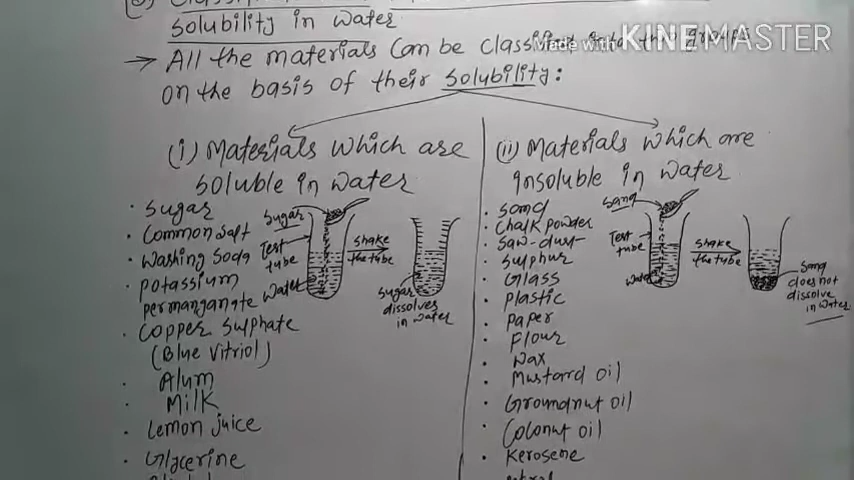 solubility in water
Made with KINEMASTER
→ All the materials can be classified into two groups
on the basis of their solubility:
(i) Materials which are
soluble in water
· Sugar
· Common salt
· Washing Soda
· potassium
permanganate
· Copper sulphate
(Blue vitriol)
· Alum
· Milk
· Lemon juice
· Glycerine
Sugar
Test
tube
Water
Shake
the tube
Sugar
dissolves
in water
(ii) Materials which are
insoluble in water
· Sand
· Chalk powder
· Saw-dust
· Sulphur
· Glass
· plastic
· paper
· Flour
· Wax
· Mustard oil
· Groundnut oil
· Coconut oil
· Kerosene
Sand
Test
tube
Water
Shake
the tube
Sand
does not
dissolve
in water